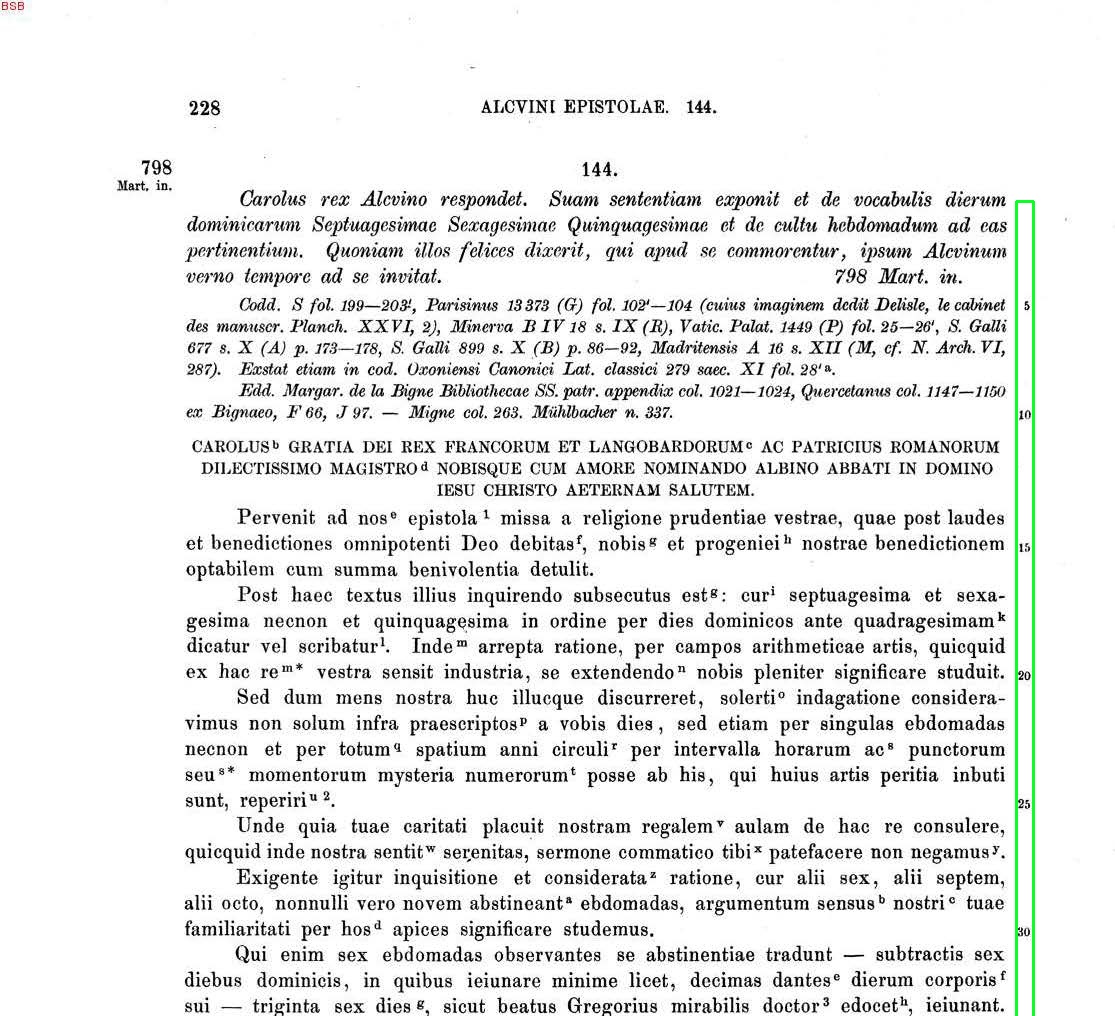 BSB
228 ALCVINI EPISTOLAE. 144.
798 144.
Mart. in.
Carolus rex Alcvino respondet. Suam sententiam exponit et de vocabulis dierum
dominicarum Septuagesimae Sexagesimae Quinquagesimae et de cultu hebdomadum ad eas
pertinentium. Quoniam illos felices dixerit, qui apud se commorentur, ipsum Alcvinum
verno tempore ad se invitat. 798 Mart. in.
Codd. S fol. 199—203', Parisinus 13373 (G) fol. 102'—104 (cuius imaginem dedit Delisle, le cabinet 5
des manuscr. Planch. XXVI, 2), Minerva B IV 18 s. IX (R), Vatic. Palat. 1449 (P) fol. 25—26', S. Galli
677 s. X (A) p. 173—178, S. Galli 899 s. X (B) p. 86—92, Madritensis A 16 s. XII (M, cf. N. Arch. VI,
287). Exstat etiam in cod. Oxoniensi Canonici Lat. classici 279 saec. XI fol. 28' a.
Edd. Margar. de la Bigne Bibliothecae SS. patr. appendix col. 1021—1024, Quercetanus col. 1147—1150
ex Bignaeo, F 66, J 97. — Migne col. 263. Mühlbacher n. 337. 10
CAROLUS b GRATIA DEI REX FRANCORUM ET LANGOBARDORUM c AC PATRICIUS ROMANORUM
DILECTISSIMO MAGISTRO d NOBISQUE CUM AMORE NOMINANDO ALBINO ABBATI IN DOMINO
IESU CHRISTO AETERNAM SALUTEM.
Pervenit ad nos e epistola 1 missa a religione prudentiae vestrae, quae post laudes
et benedictiones omnipotenti Deo debitas f, nobis g et progeniei h nostrae benedictionem 15
optabilem cum summa benivolentia detulit.
Post haec textus illius inquirendo subsecutus est g: cur i septuagesima et sexa-
gesima necnon et quinquagęsima in ordine per dies dominicos ante quadragesimam k
dicatur vel scribatur l. Inde m arrepta ratione, per campos arithmeticae artis, quicquid
ex hac re m* vestra sensit industria, se extendendo n nobis pleniter significare studuit. 20
Sed dum mens nostra huc illucque discurreret, solerti o indagatione considera-
vimus non solum infra praescriptos p a vobis dies, sed etiam per singulas ebdomadas
necnon et per totum q spatium anni circuli r per intervalla horarum ac s punctorum
seu s* momentorum mysteria numerorum t posse ab his, qui huius artis peritia inbuti
sunt, reperiri u 2. 25
Unde quia tuae caritati placuit nostram regalem v aulam de hac re consulere,
quicquid inde nostra sentit w serenitas, sermone commatico tibi x patefacere non negamus y.
Exigente igitur inquisitione et considerata z ratione, cur alii sex, alii septem,
alii octo, nonnulli vero novem abstineant a ebdomadas, argumentum sensus b nostri c tuae
familiaritati per hos d apices significare studemus. 30
Qui enim sex ebdomadas observantes se abstinentiae tradunt — subtractis sex
diebus dominicis, in quibus ieiunare minime licet, decimas dantes e dierum corporis f
sui — triginta sex dies g, sicut beatus Gregorius mirabilis doctor 3 edocet h, ieiunant.